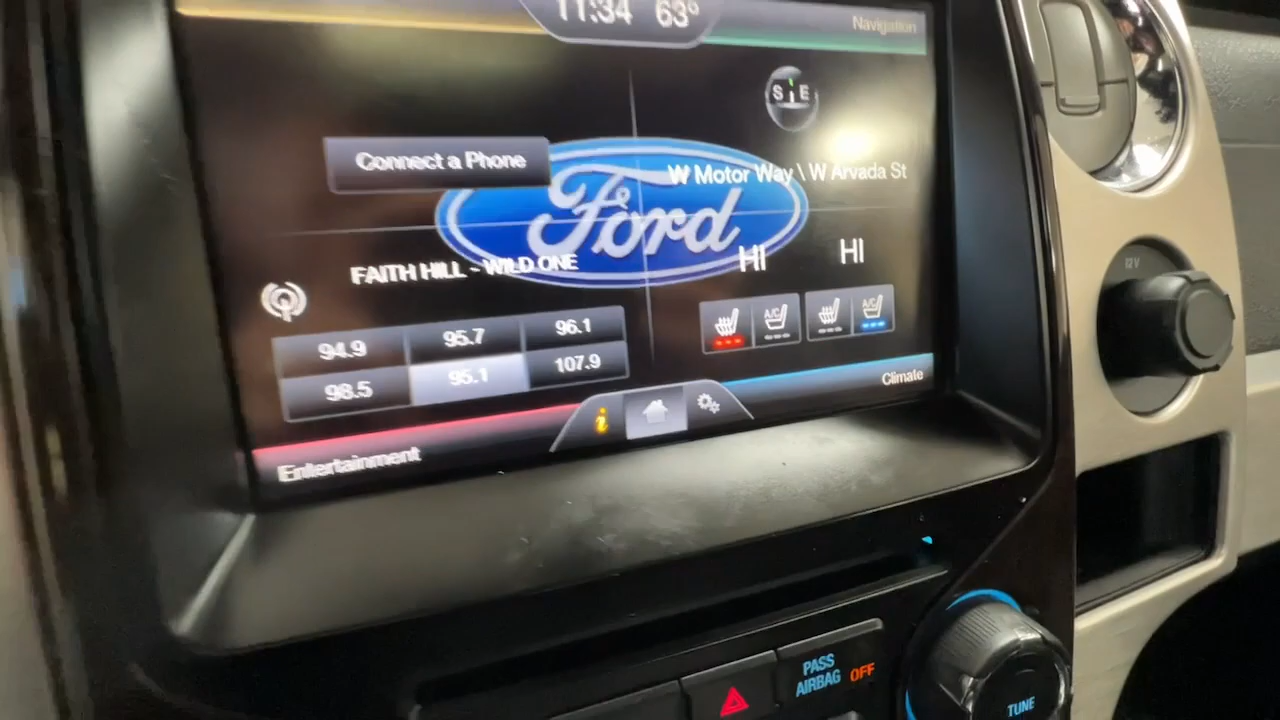 11:34 63°
Navigation
S E
Connect a Phone
W Motor Way \ W Arvada St
Ford
FAITH HILL - WILD ONE
HI HI
94.9 95.7 96.1
98.5 95.1 107.9
A/C A/C
i
Climate
Entertainment
12V
PASS
AIRBAG OFF
TUNE